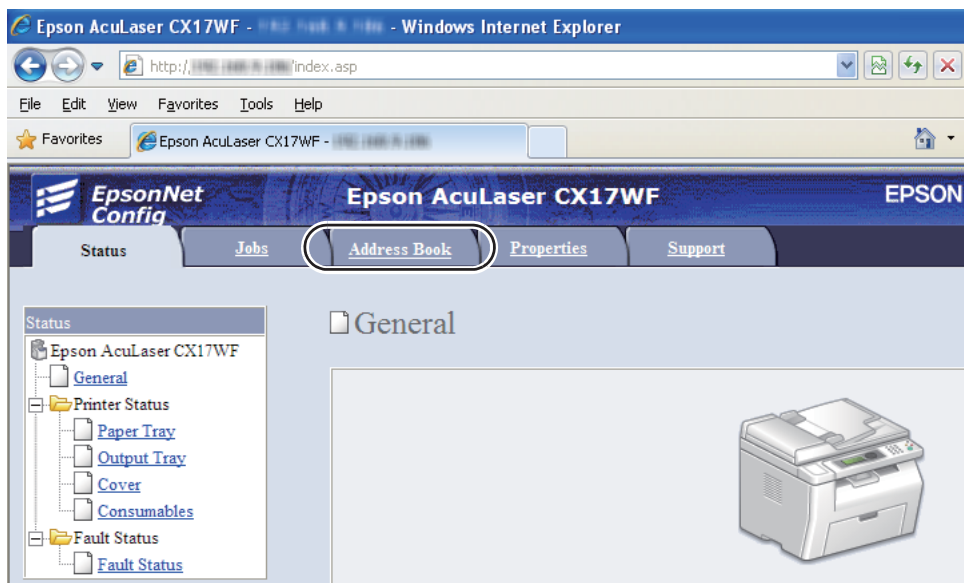 Epson AcuLaser CX17WF - - Windows Internet Explorer
http:/ /index.asp
File Edit View Favorites Tools Help
Favorites Epson AcuLaser CX17WF -
EpsonNet
Config
Epson AcuLaser CX17WF
EPSON
Status Jobs Address Book Properties Support
Status
General
Epson AcuLaser CX17WF
General
Printer Status
Paper Tray
Output Tray
Cover
Consumables
Fault Status
Fault Status